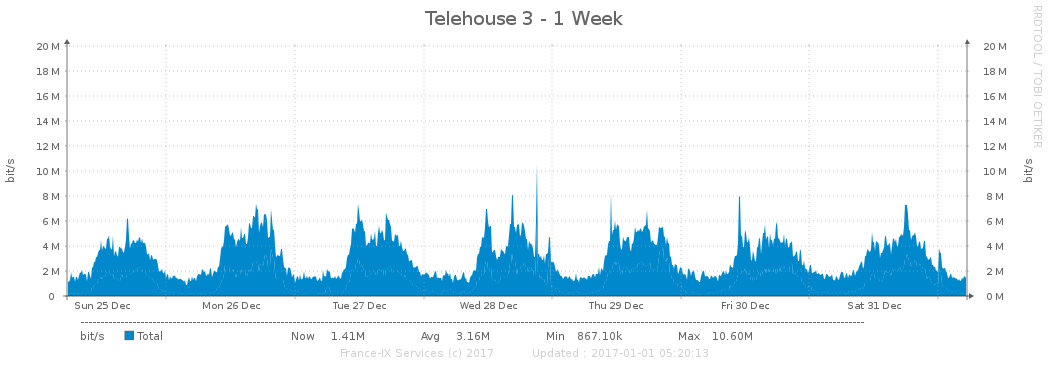 Telehouse 3 - 1 Week
RRDTOOL / TOBI OETIKER
bit/s
20 M 20 M
18 M 18 M
16 M 16 M
14 M 14 M
12 M 12 M
10 M 10 M
8 M 8 M
6 M 6 M
4 M 4 M
2 M 2 M
0 0 M
bit/s
Sun 25 Dec Mon 26 Dec Tue 27 Dec Wed 28 Dec Thu 29 Dec Fri 30 Dec Sat 31 Dec
bit/s Total Now 1.41M Avg 3.16M Min 867.10k Max 10.60M
France-IX Services (c) 2017 Updated : 2017-01-01 05:20:13